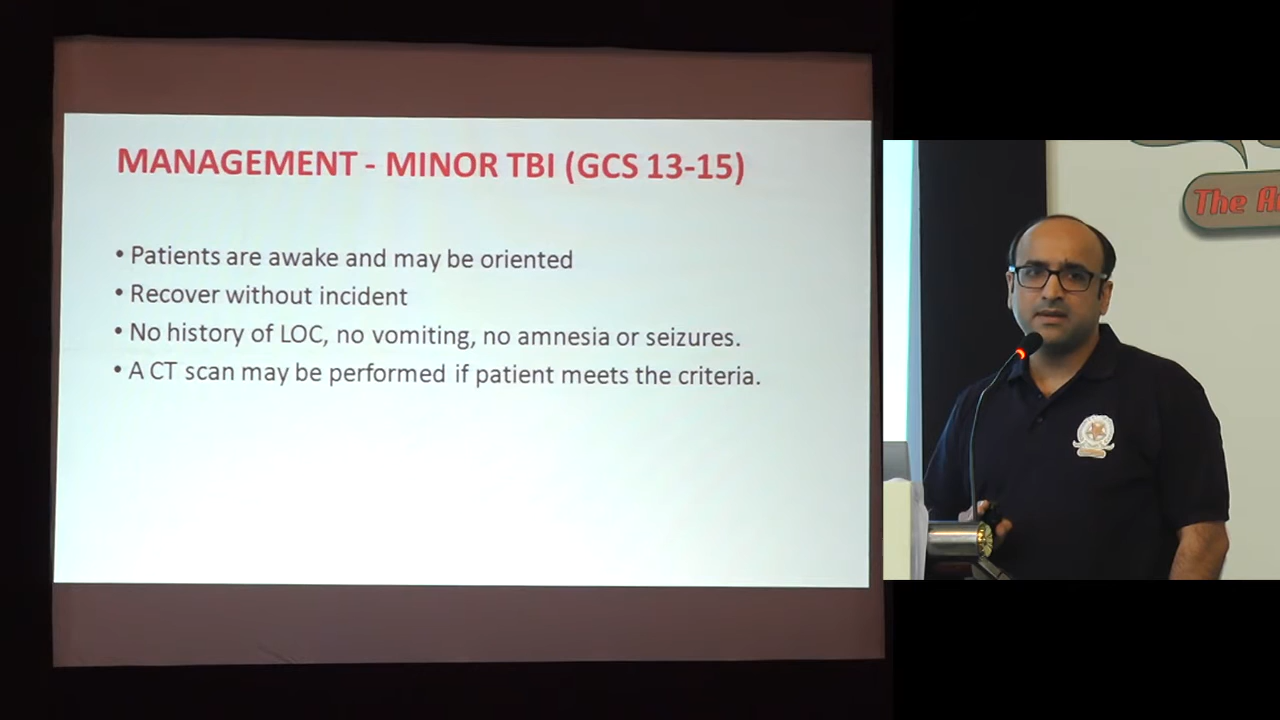 MANAGEMENT - MINOR TBI (GCS 13-15)
• Patients are awake and may be oriented
• Recover without incident
• No history of LOC, no vomiting, no amnesia or seizures.
• A CT scan may be performed if patient meets the criteria.
The